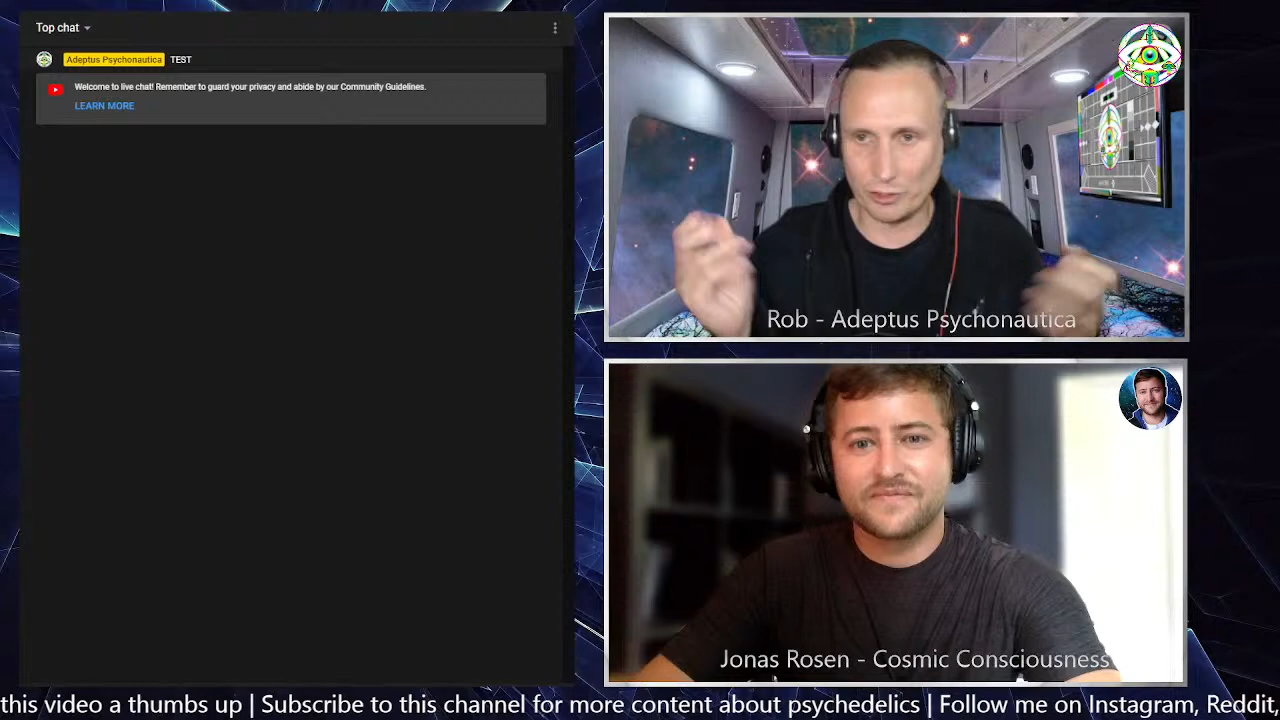 Top chat
Adeptus Psychonautica TEST
Welcome to live chat! Remember to guard your privacy and abide by our Community Guidelines.
LEARN MORE
Rob - Adeptus Psychonautica
Jonas Rosen - Cosmic Consciousness
this video a thumbs up | Subscribe to this channel for more content about psychedelics | Follow me on Instagram, Reddit,